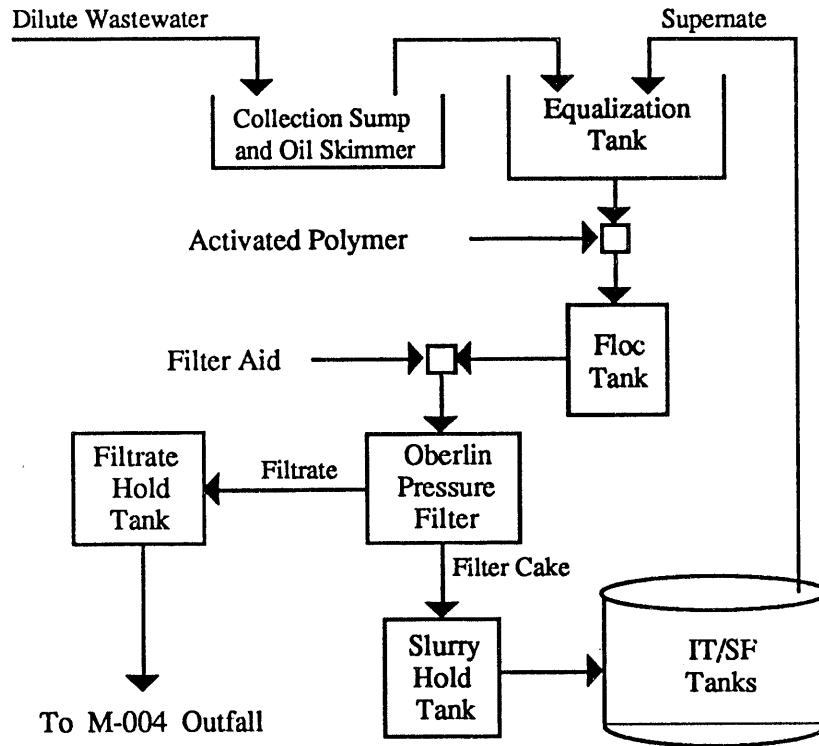 Dilute Wastewater
Supernate
Collection Sump
and Oil Skimmer
Equalization
Tank
Activated Polymer
Floc
Tank
Filter Aid
Filtrate
Hold
Tank
Filtrate
Oberlin
Pressure
Filter
Filter Cake
Slurry
Hold
Tank
IT/SF
Tanks
To M-004 Outfall